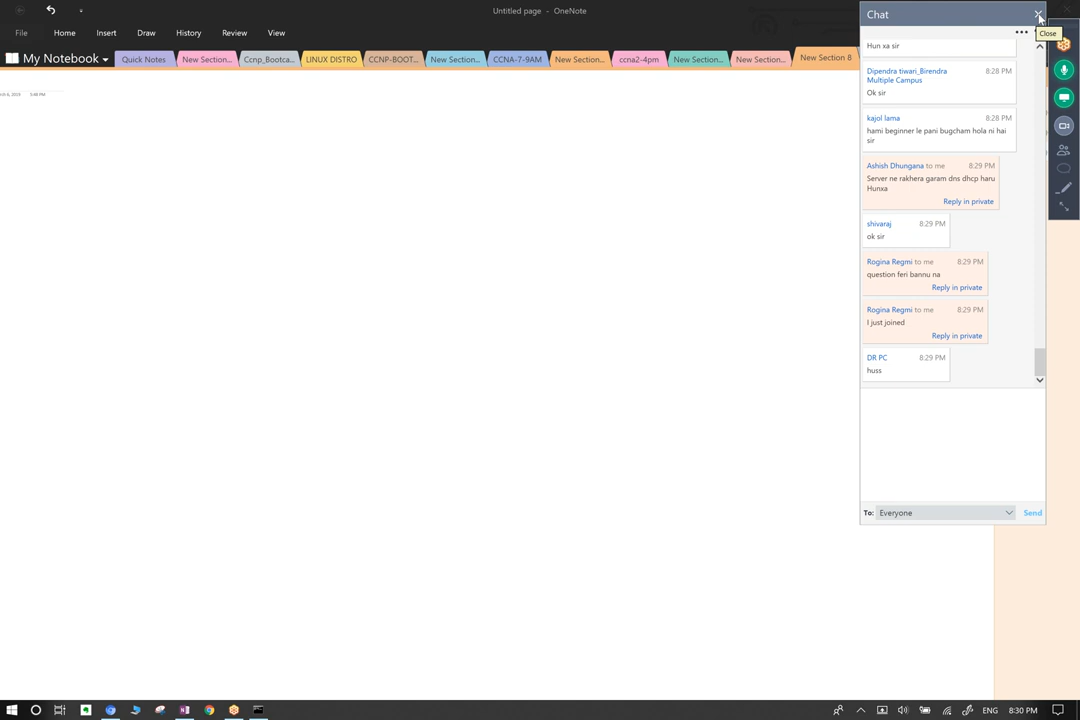 Untitled page - OneNote
Chat
Close
File Home Insert Draw History Review View
My Notebook
Quick Notes New Section... Ccnp_Bootca... LINUX DISTRO CCNP-BOOT... New Section... CCNA-7-9AM New Section... ccna2-4pm New Section... New Section... New Section 8
5:48 PM
Hun xa sir
Dipendra tiwari_Birendra Multiple Campus 8:28 PM
Ok sir
kajol lama 8:28 PM
hami beginner le pani bugcham hola ni hai
sir
Ashish Dhungana to me 8:29 PM
Server ne rakhera garam dns dhcp haru
Hunxa
Reply in private
shivaraj 8:29 PM
ok sir
Rogina Regmi to me 8:29 PM
question feri bannu na
Reply in private
Rogina Regmi to me 8:29 PM
I just joined
Reply in private
DR PC 8:29 PM
huss
To: Everyone Send
ENG 8:30 PM